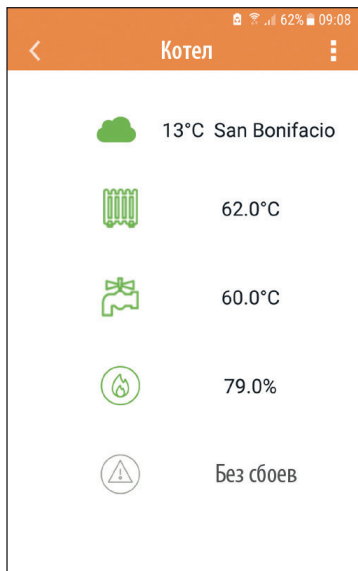 62% 09:08
Котел
13°C San Bonifacio
62.0°C
60.0°C
79.0%
Без сбоев